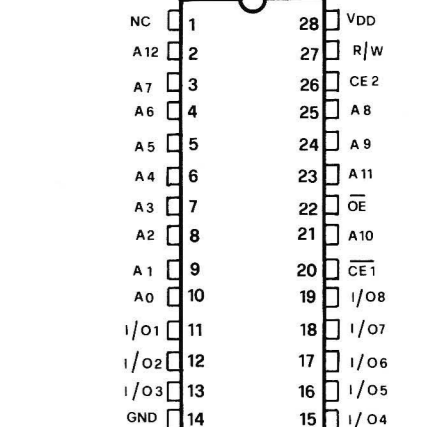 NC 1 28 VDD
A12 2 27 R/W
A7 3 26 CE2
A6 4 25 A8
A5 5 24 A9
A4 6 23 A11
A3 7 22 O̅E̅
A2 8 21 A10
A1 9 20 C̅E̅1̅
A0 10 19 I/O8
I/O1 11 18 I/O7
I/O2 12 17 I/O6
I/O3 13 16 I/O5
GND 14 15 I/O4